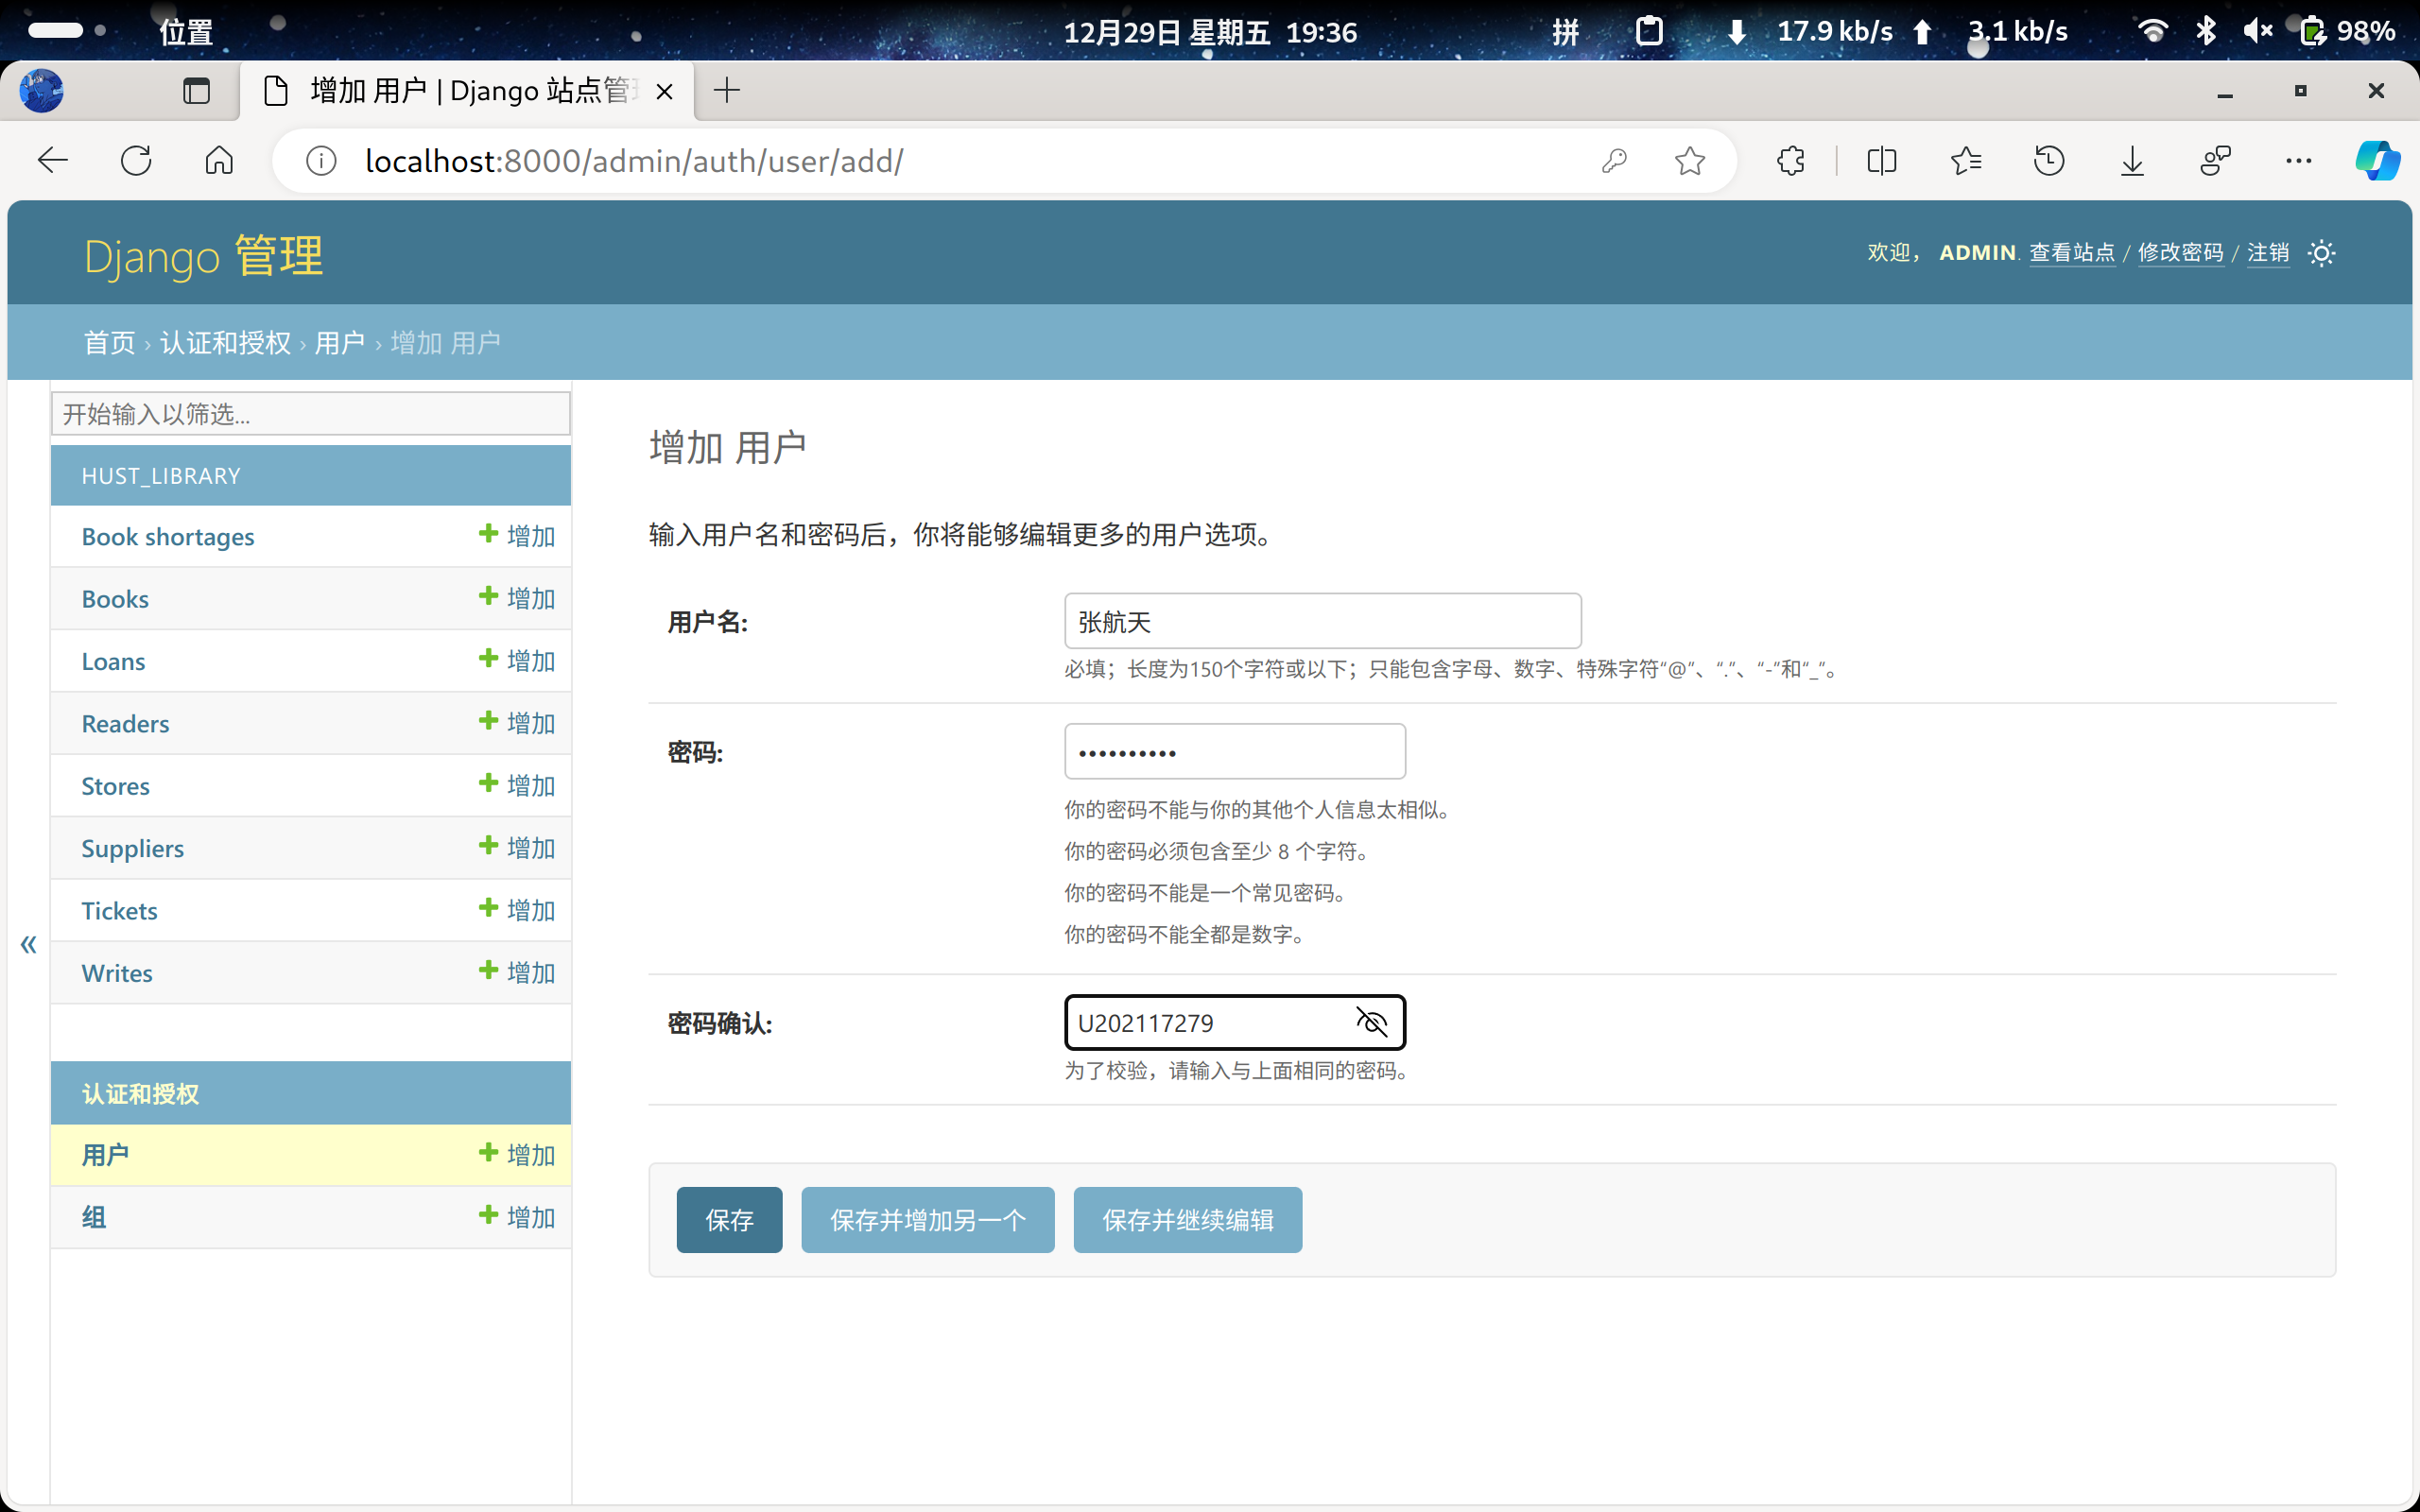 位置
12月29日 星期五 19:36
拼
17.9 kb/s
3.1 kb/s
98%
增加 用户 | Django 站点管
localhost:8000/admin/auth/user/add/
Django 管理
欢迎， ADMIN. 查看站点 / 修改密码 / 注销
首页 › 认证和授权 › 用户 › 增加 用户
开始输入以筛选...
HUST_LIBRARY
Book shortages 增加
Books 增加
Loans 增加
Readers 增加
Stores 增加
Suppliers 增加
Tickets 增加
Writes 增加
认证和授权
用户 增加
组 增加
«
增加 用户
输入用户名和密码后，你将能够编辑更多的用户选项。
用户名: 张航天
必填；长度为150个字符或以下；只能包含字母、数字、特殊字符“@”、“.”、“-”和“_”。
密码: ••••••••••
你的密码不能与你的其他个人信息太相似。
你的密码必须包含至少 8 个字符。
你的密码不能是一个常见密码。
你的密码不能全都是数字。
密码确认: U202117279
为了校验，请输入与上面相同的密码。
保存 保存并增加另一个 保存并继续编辑